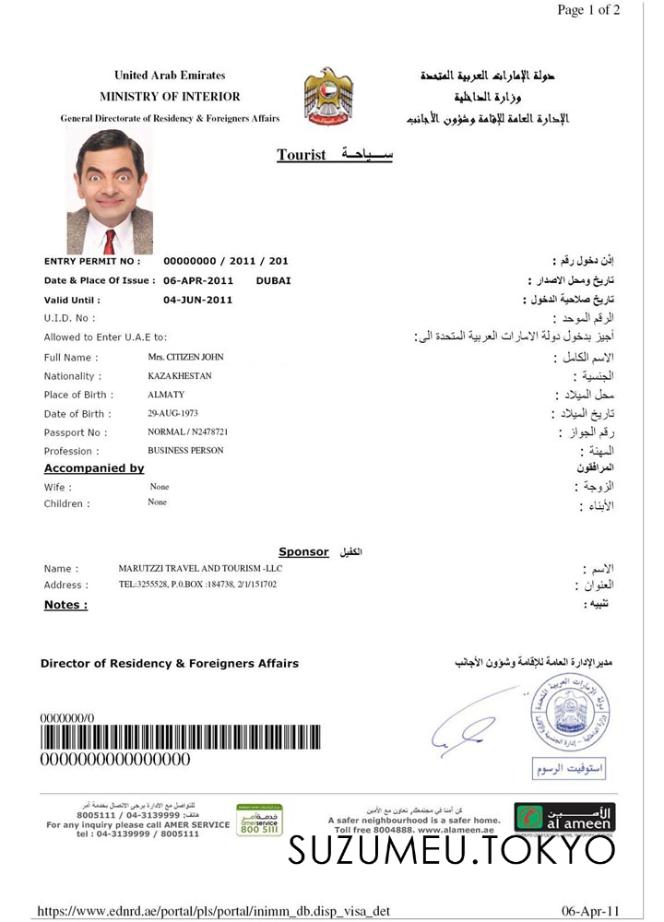 Page 1 of 2
United Arab Emirates
دولة الإمارات العربية المتحدة
MINISTRY OF INTERIOR
وزارة الداخلية
General Directorate of Residency & Foreigners Affairs
الإدارة العامة للإقامة وشؤون الأجانب
Tourist سـيـاحـــة
ENTRY PERMIT NO : 00000000 / 2011 / 201 إذن دخول رقم :
Date & Place Of Issue : 06-APR-2011 DUBAI تاريخ ومحل الاصدار :
Valid Until : 04-JUN-2011 تاريخ صلاحية الدخول :
U.I.D. No : الرقم الموحد :
Allowed to Enter U.A.E to: أجيز بدخول دولة الامارات العربية المتحدة الى:
Full Name : Mrs. CITIZEN JOHN الاسم الكامل :
Nationality : KAZAKHESTAN الجنسية :
Place of Birth : ALMATY محل الميلاد :
Date of Birth : 29-AUG-1973 تاريخ الميلاد :
Passport No : NORMAL / N2478721 رقم الجواز :
Profession : BUSINESS PERSON المهنة :
Accompanied by المرافقون
Wife : None الزوجة :
Children : None الأبناء :
Sponsor الكفيل
Name : MARUTZZI TRAVEL AND TOURISM -LLC الاسم :
Address : TEL:3255528, P.0.BOX :184738, 2/1/151702 العنوان :
Notes : تنبيه :
Director of Residency & Foreigners Affairs مديرالإدارة العامة للإقامة وشؤون الأجانب
0000000/0
0000000000000000
استوفيت الرسوم
للتواصل مع الادارة يرجى الاتصال بخدمة آمر
هاتف: 04-3139999 / 8005111
For any inquiry please call AMER SERVICE
tel : 04-3139999 / 8005111
خدمة آمر
amerservice
800 5111
كن آمنا في مجتمعك, تعاون مع الأمين
A safer neighbourhood is a safer home.
Toll free 8004888. www.alameen.ae
الأمين
al ameen
SUZUMEU.TOKYO
https://www.ednrd.ae/portal/pls/portal/inimm_db.disp_visa_det 06-Apr-11